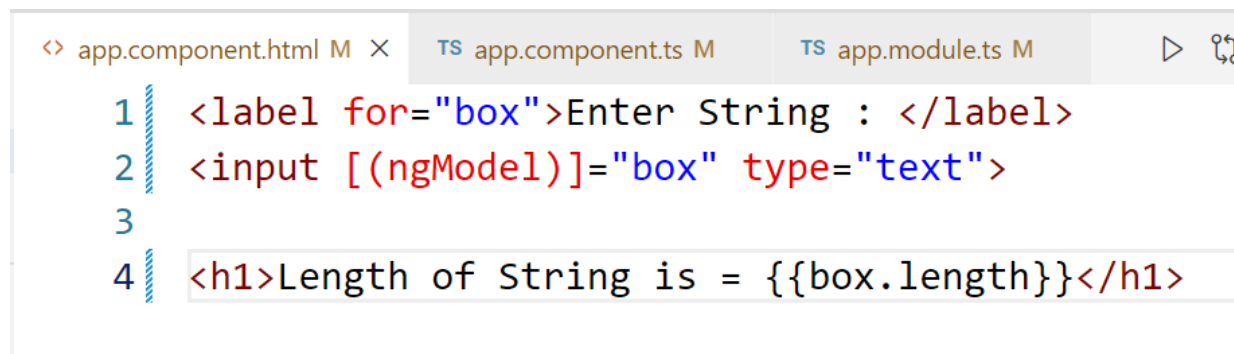 <> app.component.html M × TS app.component.ts M TS app.module.ts M
1 <label for="box">Enter String : </label>
2 <input [(ngModel)]="box" type="text">
3
4 <h1>Length of String is = {{box.length}}</h1>